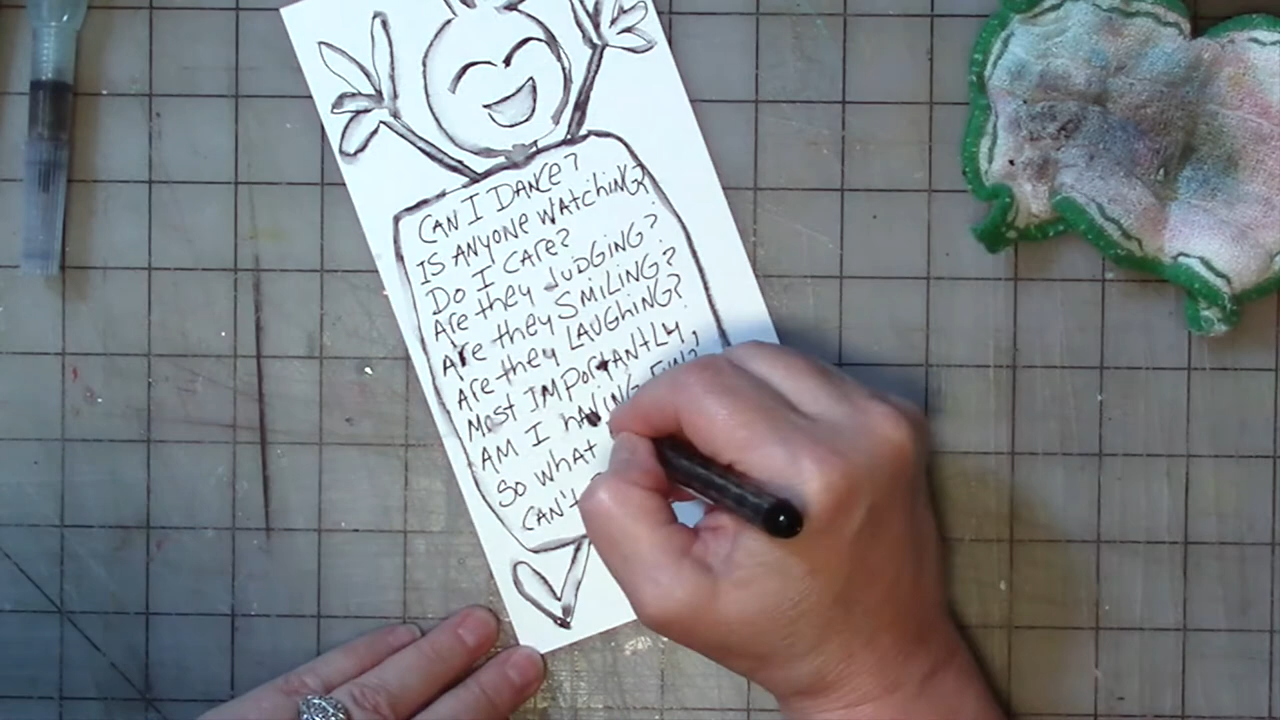 CAN I DANCE?
IS ANYONE WATCHING?
Do I CARE?
Are they JUDGING?
Are they SMILING?
Are they LAUGHING?
Most IMPORTANTLY,
AM I HAVING FUN?
So what
CAN'T